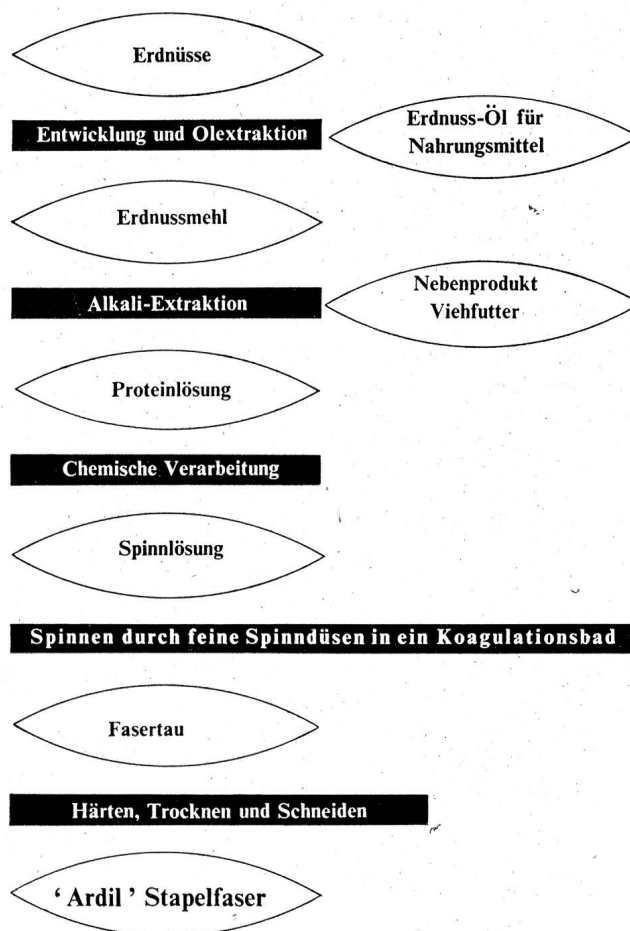 Erdnüsse
Entwicklung und Olextraktion
Erdnuss-Öl für
Nahrungsmittel
Erdnussmehl
Alkali-Extraktion
Nebenprodukt
Viehfutter
Proteinlösung
Chemische Verarbeitung
Spinnlösung
Spinnen durch feine Spinndüsen in ein Koagulationsbad
Fasertau
Härten, Trocknen und Schneiden
‘ Ardil ’ Stapelfaser